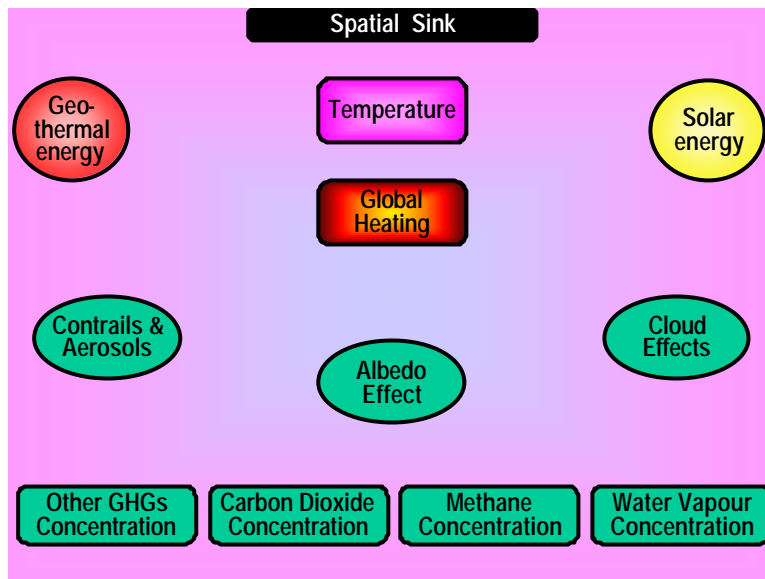 Spatial Sink
Geo-
thermal
energy
Temperature
Solar
energy
Global
Heating
Contrails &
Aerosols
Albedo
Effect
Cloud
Effects
Other GHGs
Concentration
Carbon Dioxide
Concentration
Methane
Concentration
Water Vapour
Concentration